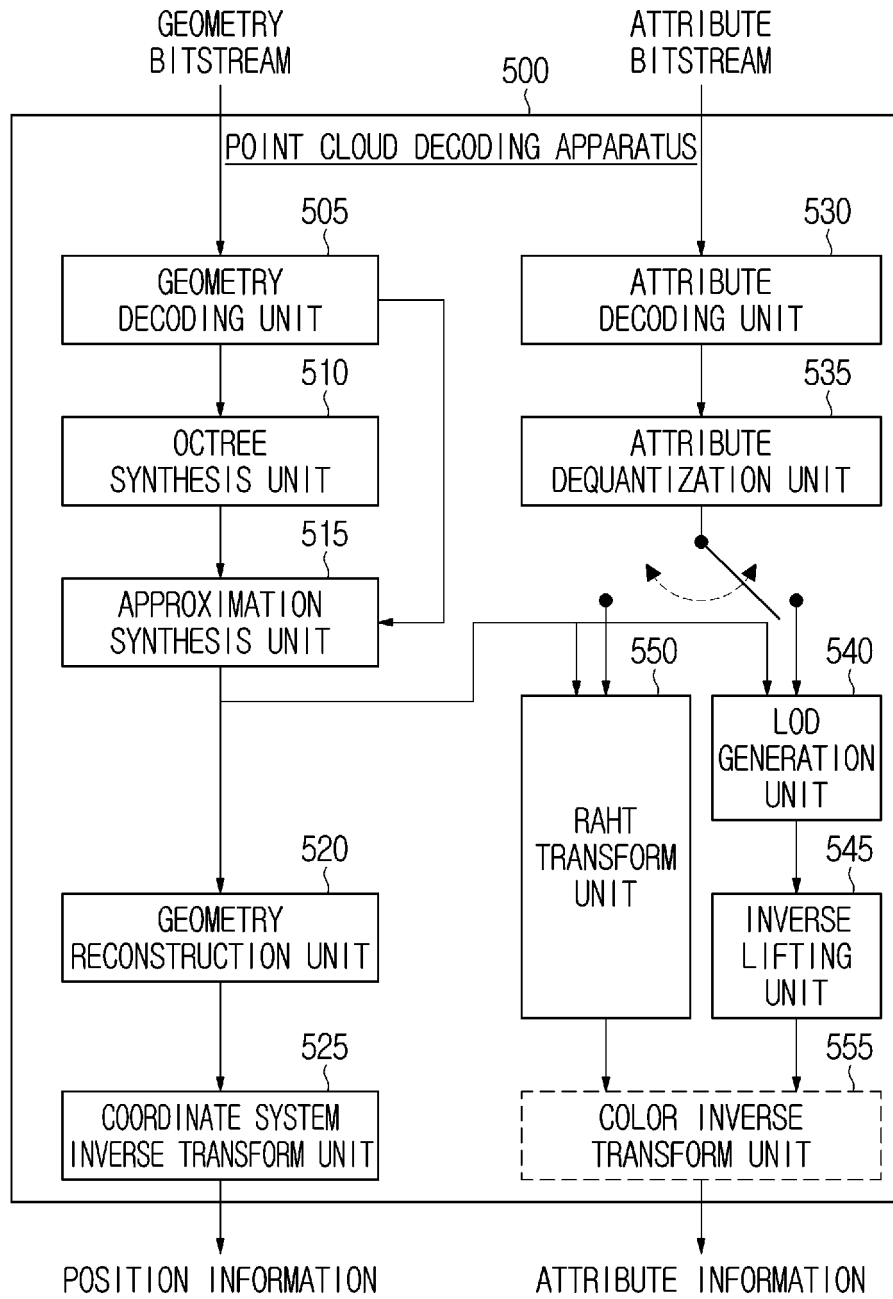 GEOMETRY
BITSTREAM
ATTRIBUTE
BITSTREAM
500
POINT CLOUD DECODING APPARATUS
505
GEOMETRY
DECODING UNIT
530
ATTRIBUTE
DECODING UNIT
510
OCTREE
SYNTHESIS UNIT
535
ATTRIBUTE
DEQUANTIZATION UNIT
515
APPROXIMATION
SYNTHESIS UNIT
550
RAHT
TRANSFORM
UNIT
540
LOD
GENERATION
UNIT
520
GEOMETRY
RECONSTRUCTION UNIT
545
INVERSE
LIFTING
UNIT
525
COORDINATE SYSTEM
INVERSE TRANSFORM UNIT
555
COLOR INVERSE
TRANSFORM UNIT
POSITION INFORMATION
ATTRIBUTE INFORMATION